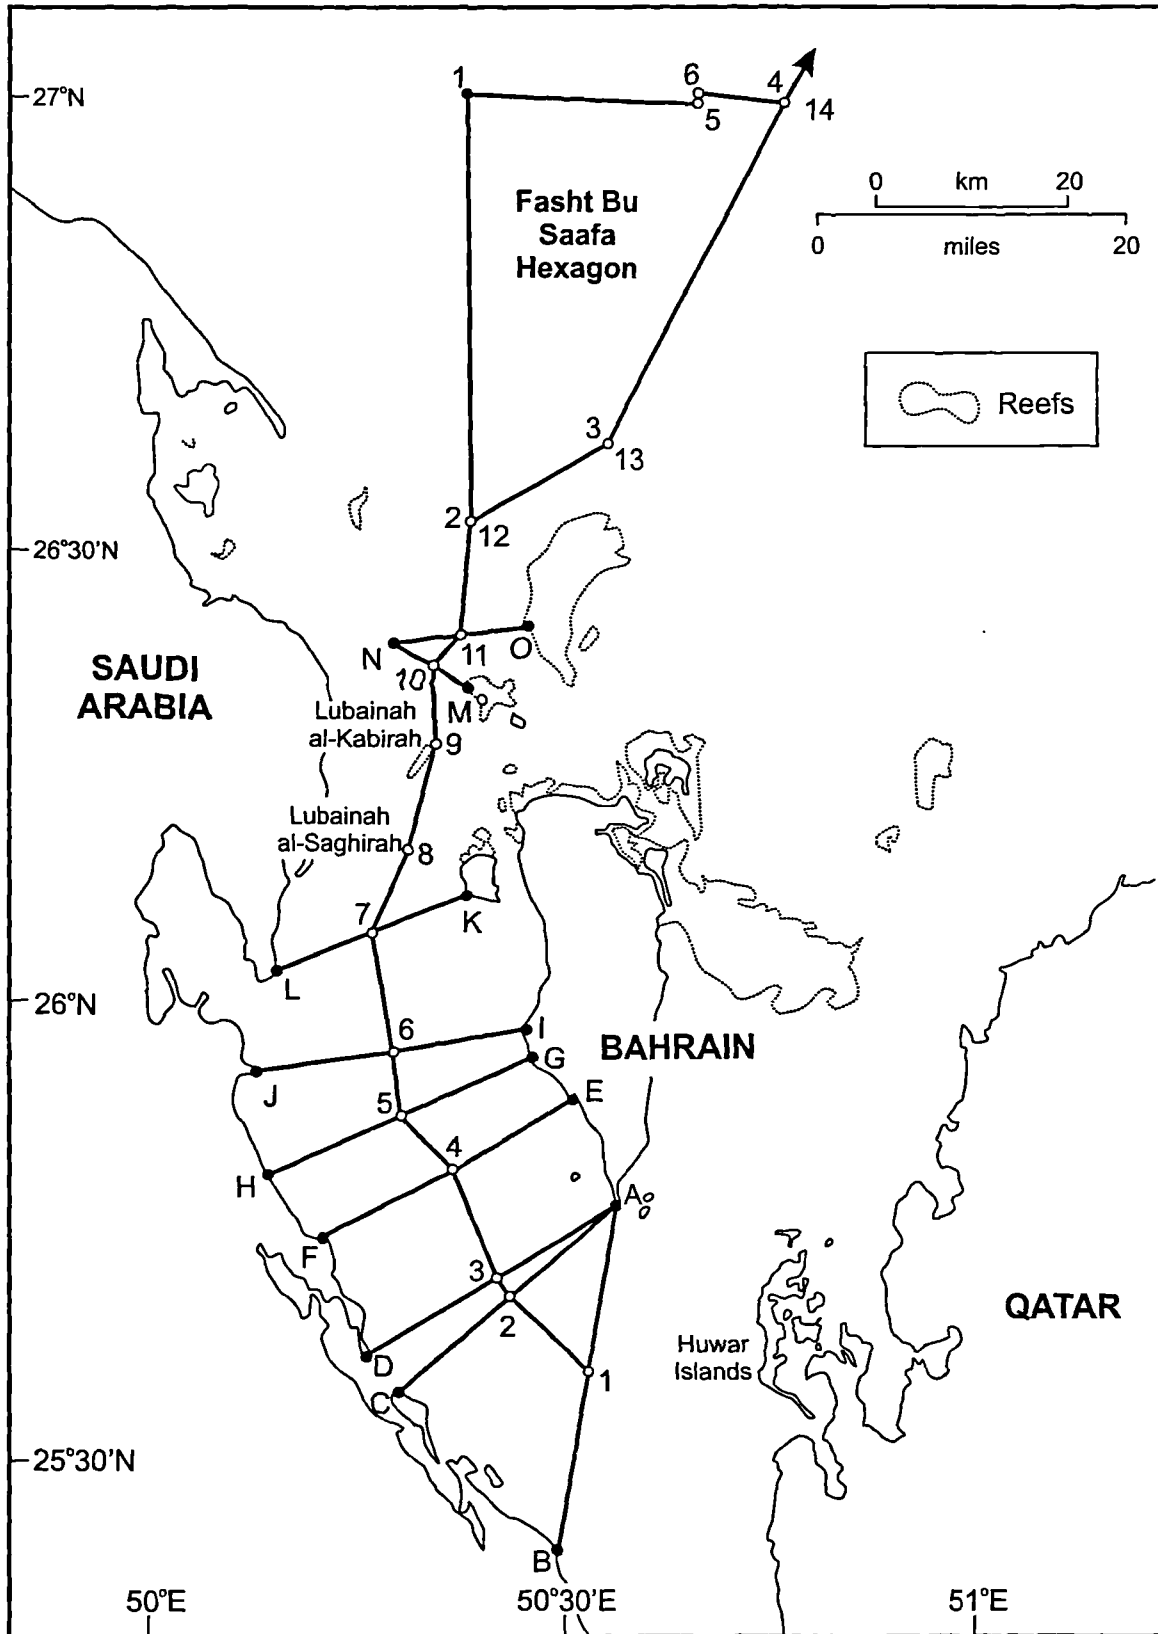 1
6
4
27°N
5
14
0 km 20
0 miles 20
Fasht Bu
Saafa
Hexagon
Reefs
3
13
2
12
26°30'N
N
11
O
10
SAUDI
ARABIA
M
Lubainah
al-Kabirah
9
Lubainah
al-Saghirah
8
7
K
L
26°N
6
I
BAHRAIN
G
J
E
5
4
H
A
F
3
2
QATAR
Huwar
Islands
D
1
C
25°30'N
B
50°E
50°30'E
51°E